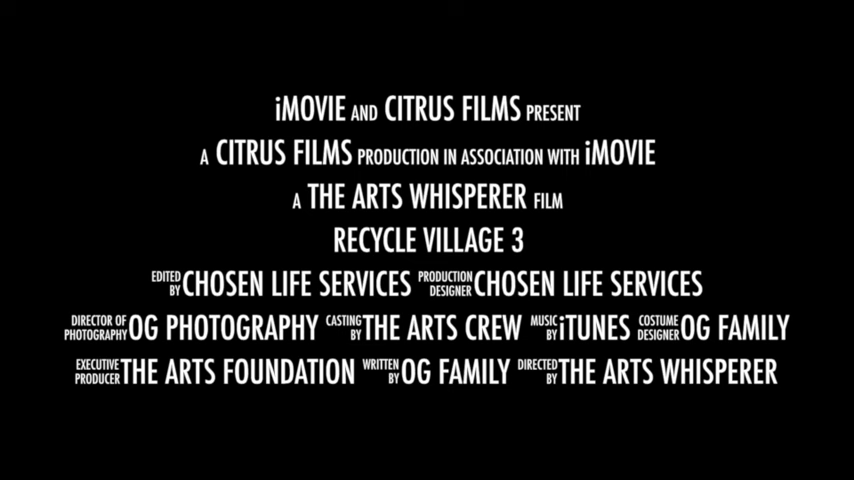 iMOVIE AND CITRUS FILMS PRESENT
A CITRUS FILMS PRODUCTION IN ASSOCIATION WITH iMOVIE
A THE ARTS WHISPERER FILM
RECYCLE VILLAGE 3
EDITED BY CHOSEN LIFE SERVICES PRODUCTION DESIGNER CHOSEN LIFE SERVICES
DIRECTOR OF PHOTOGRAPHY OG PHOTOGRAPHY CASTING BY THE ARTS CREW MUSIC BY iTUNES COSTUME DESIGNER OG FAMILY
EXECUTIVE PRODUCER THE ARTS FOUNDATION WRITTEN BY OG FAMILY DIRECTED BY THE ARTS WHISPERER